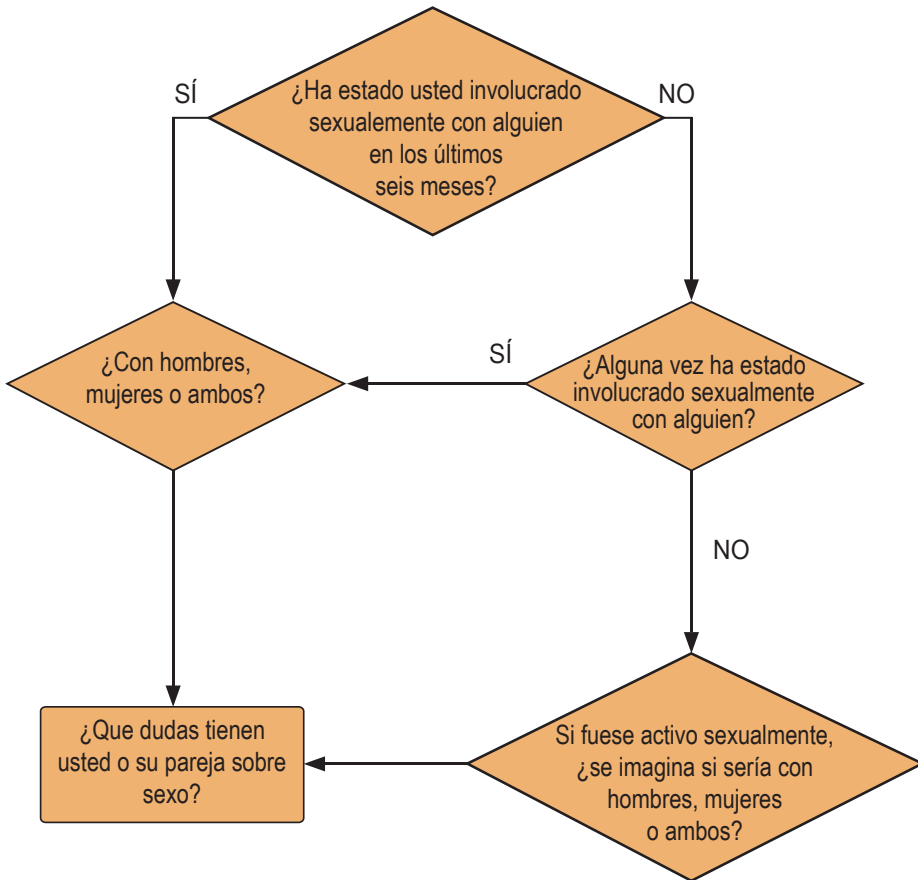 ¿Ha estado usted involucrado
sexualemente con alguien
en los últimos
seis meses?
SÍ
NO
¿Con hombres,
mujeres o ambos?
SÍ
¿Alguna vez ha estado
involucrado sexualmente
con alguien?
NO
¿Que dudas tienen
usted o su pareja sobre
sexo?
Si fuese activo sexualmente,
¿se imagina si sería con
hombres, mujeres
o ambos?